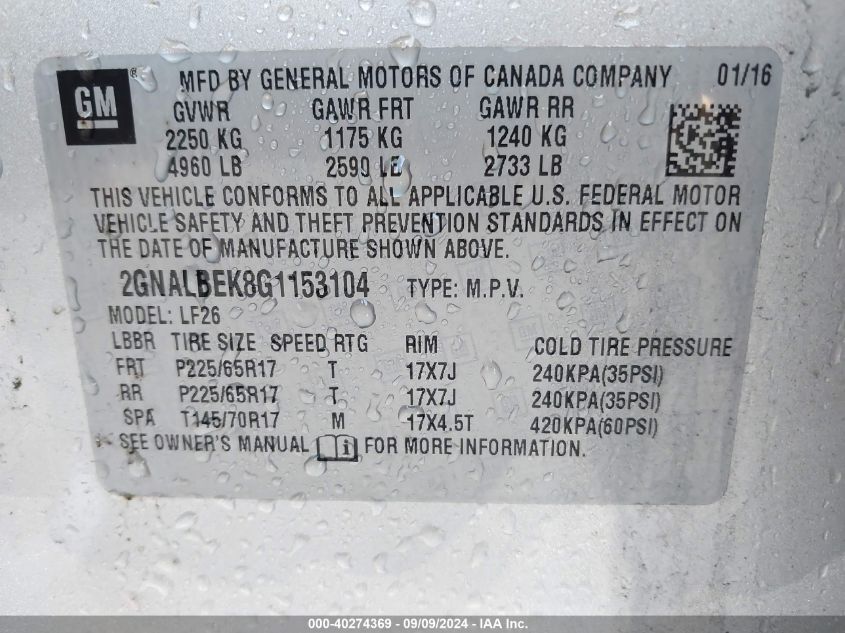 GM ® MFD BY GENERAL MOTORS OF CANADA COMPANY 01/16
GVWR GAWR FRT GAWR RR
2250 KG 1175 KG 1240 KG
4960 LB 2590 LB 2733 LB
THIS VEHICLE CONFORMS TO ALL APPLICABLE U.S. FEDERAL MOTOR
VEHICLE SAFETY AND THEFT PREVENTION STANDARDS IN EFFECT ON
THE DATE OF MANUFACTURE SHOWN ABOVE.
2GNALBEK8G1153104 TYPE: M.P.V.
MODEL: LF26
LBBR TIRE SIZE SPEED RTG RIM COLD TIRE PRESSURE
FRT P225/65R17 T 17X7J 240KPA(35PSI)
RR P225/65R17 T 17X7J 240KPA(35PSI)
SPA T145/70R17 M 17X4.5T 420KPA(60PSI)
SEE OWNER'S MANUAL i FOR MORE INFORMATION.
000-40274369 - 09/09/2024 - IAA Inc.